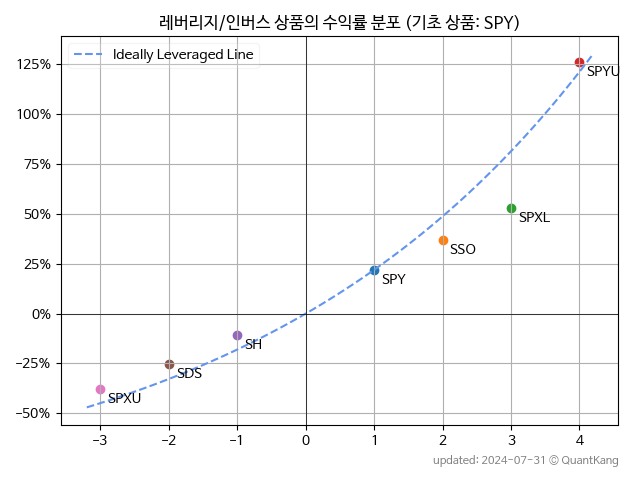 레버리지/인버스 상품의 수익률 분포 (기초 상품: SPY)
Ideally Leveraged Line
125%
100%
75%
50%
25%
0%
−25%
−50%
SPYU
SPXL
SSO
SPY
SH
SDS
SPXU
−3 −2 −1 0 1 2 3 4
updated: 2024-07-31 © QuantKang